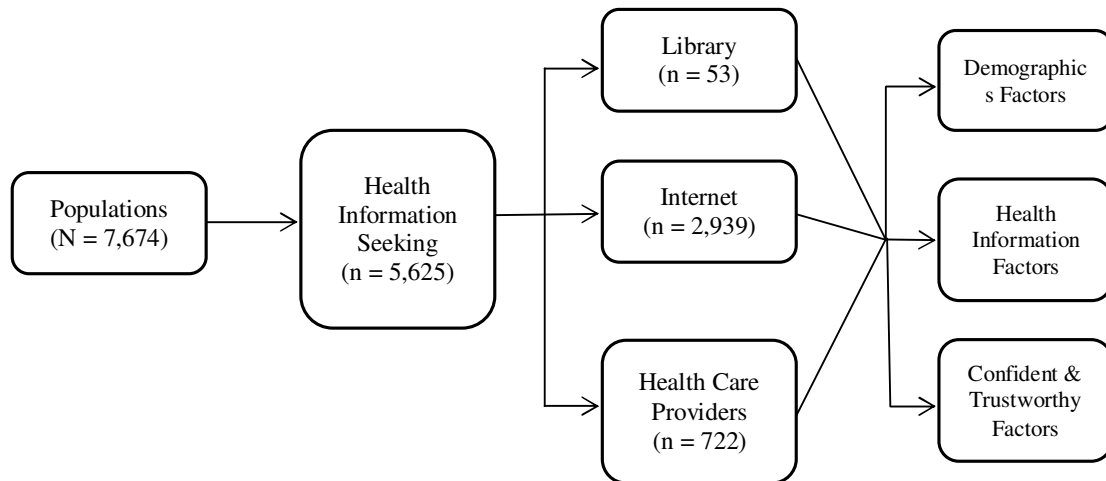 Populations
(N = 7,674)
Health
Information
Seeking
(n = 5,625)
Library
(n = 53)
Internet
(n = 2,939)
Health Care
Providers
(n = 722)
Demographic
s Factors
Health
Information
Factors
Confident &
Trustworthy
Factors